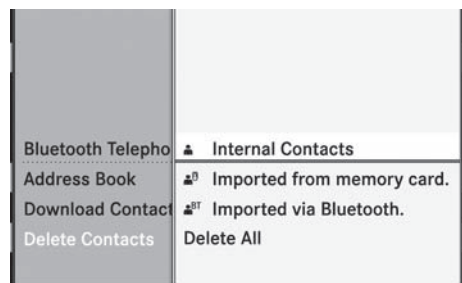 Bluetooth Telepho
Address Book
Download Contact
Delete Contacts
Internal Contacts
Imported from memory card.
BT Imported via Bluetooth.
Delete All